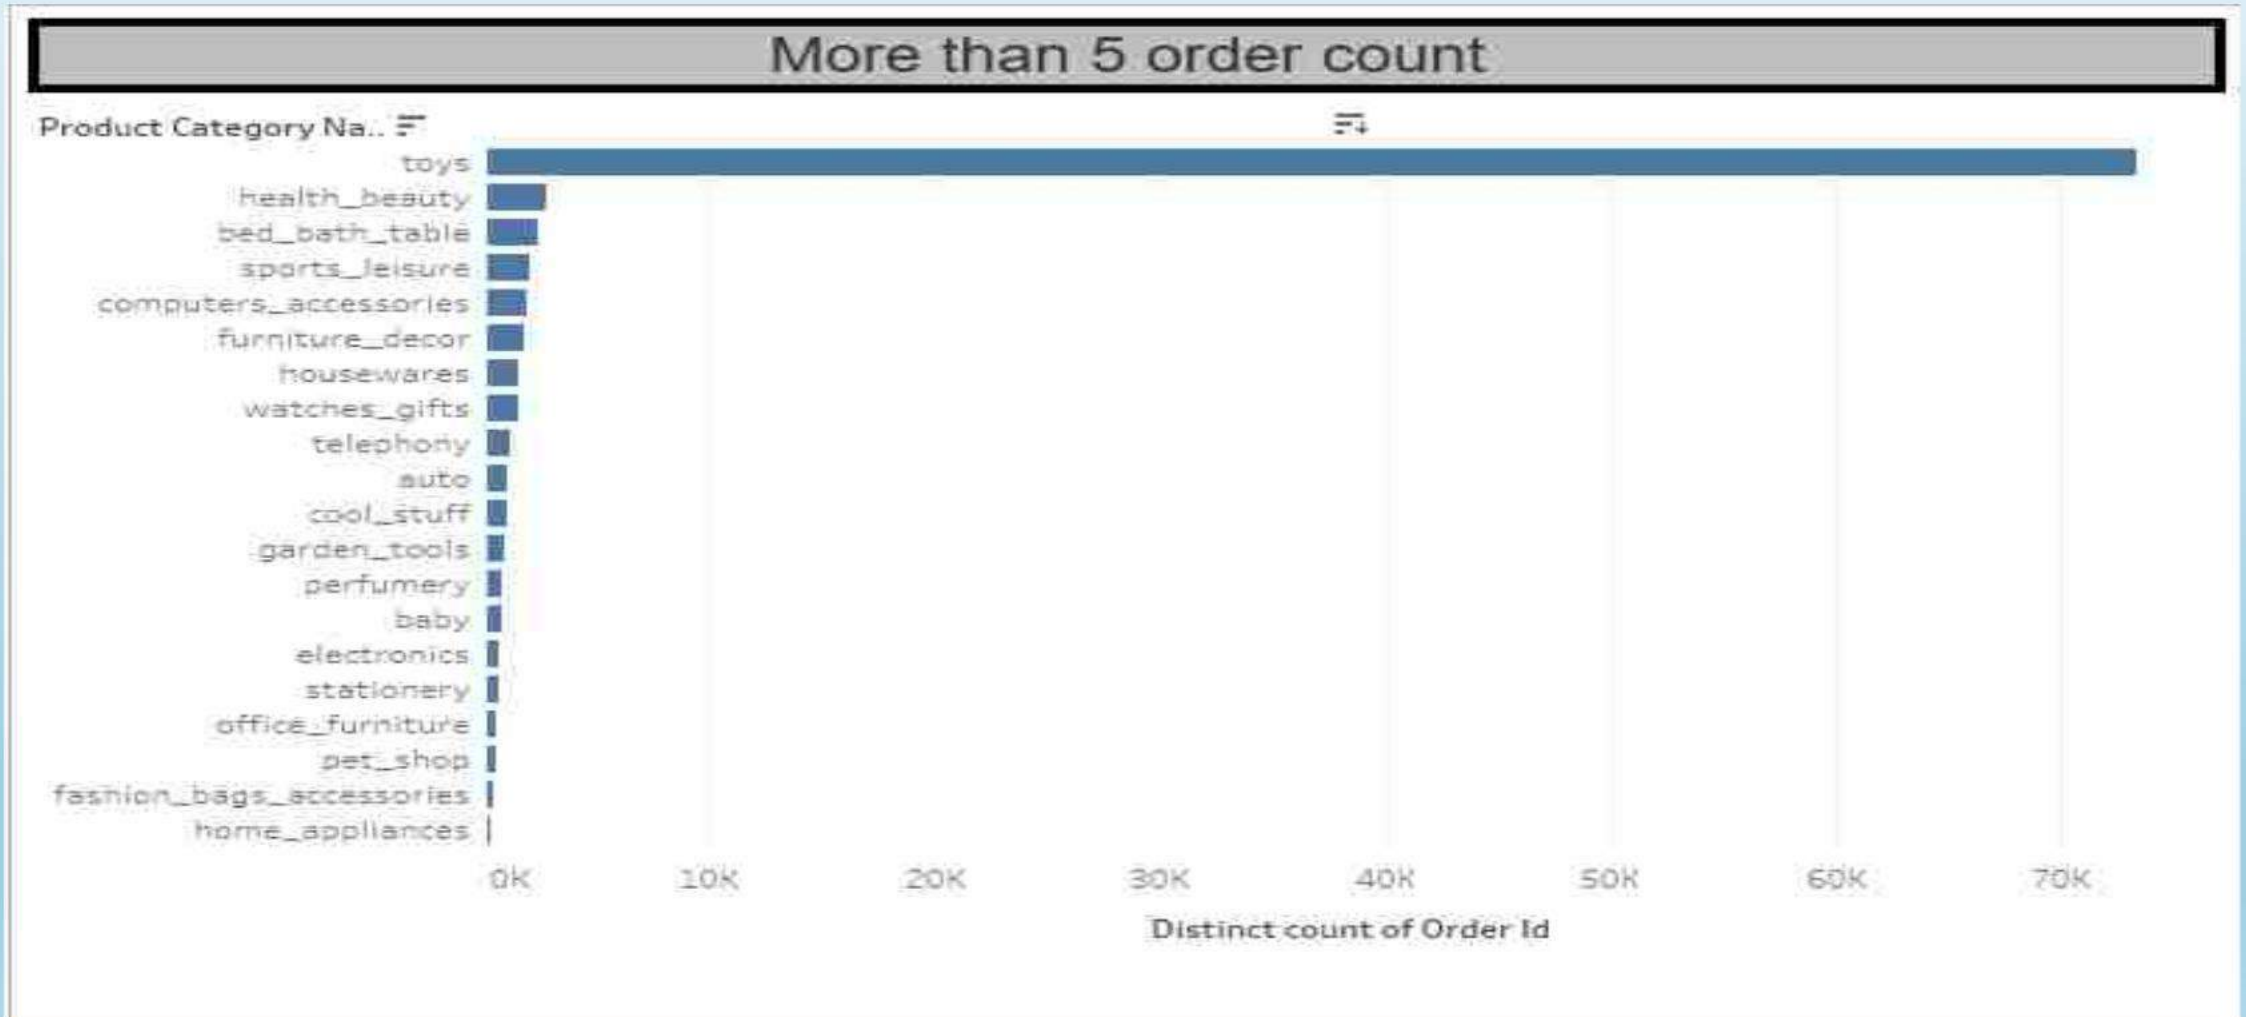 More than 5 order count
Product Category Na..
toys
health_beauty
bed_bath_table
sports_leisure
computers_accessories
furniture_decor
housewares
watches_gifts
telephony
auto
cool_stuff
garden_tools
perfumery
baby
electronics
stationery
office_furniture
pet_shop
fashion_bags_accessories
home_appliances
0K 10K 20K 30K 40K 50K 60K 70K
Distinct count of Order Id